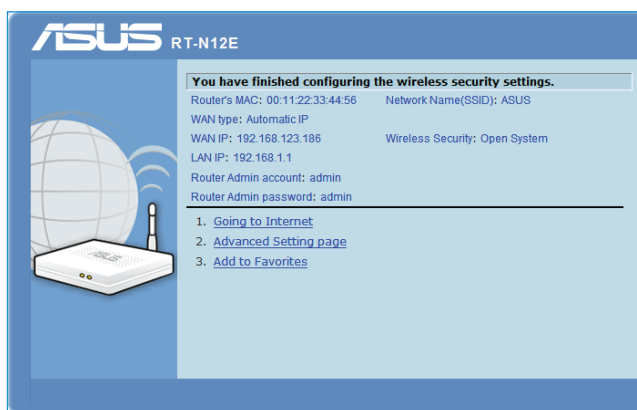 ASUS RT-N12E
You have finished configuring the wireless security settings.
Router's MAC: 00:11:22:33:44:56 Network Name(SSID): ASUS
WAN type: Automatic IP
WAN IP: 192.168.123.186 Wireless Security: Open System
LAN IP: 192.168.1.1
Router Admin account: admin
Router Admin password: admin
1. Going to Internet
2. Advanced Setting page
3. Add to Favorites
ASUS